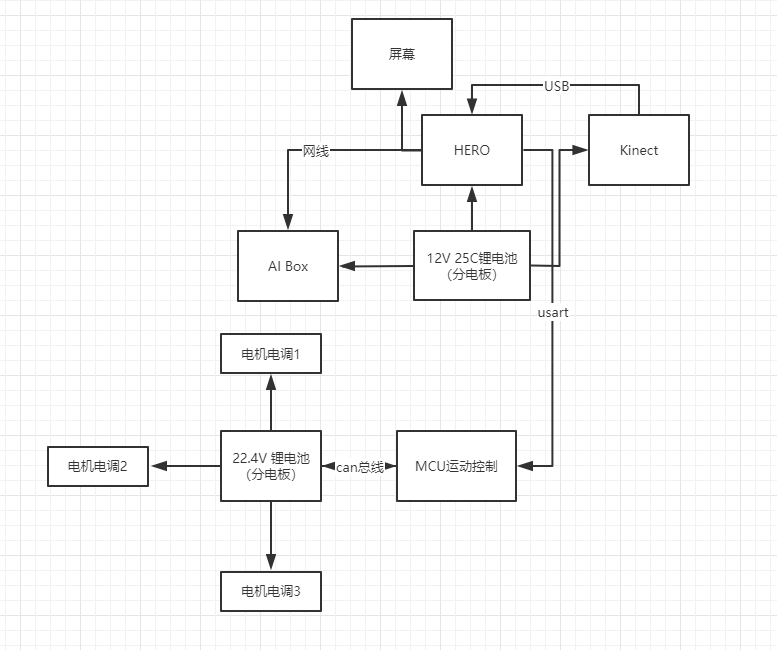 屏幕
USB
HERO
Kinect
网线
AI Box
12V 25C锂电池
（分电板）
usart
电机电调1
22.4V 锂电池
（分电板）
电机电调2
can总线
MCU运动控制
电机电调3